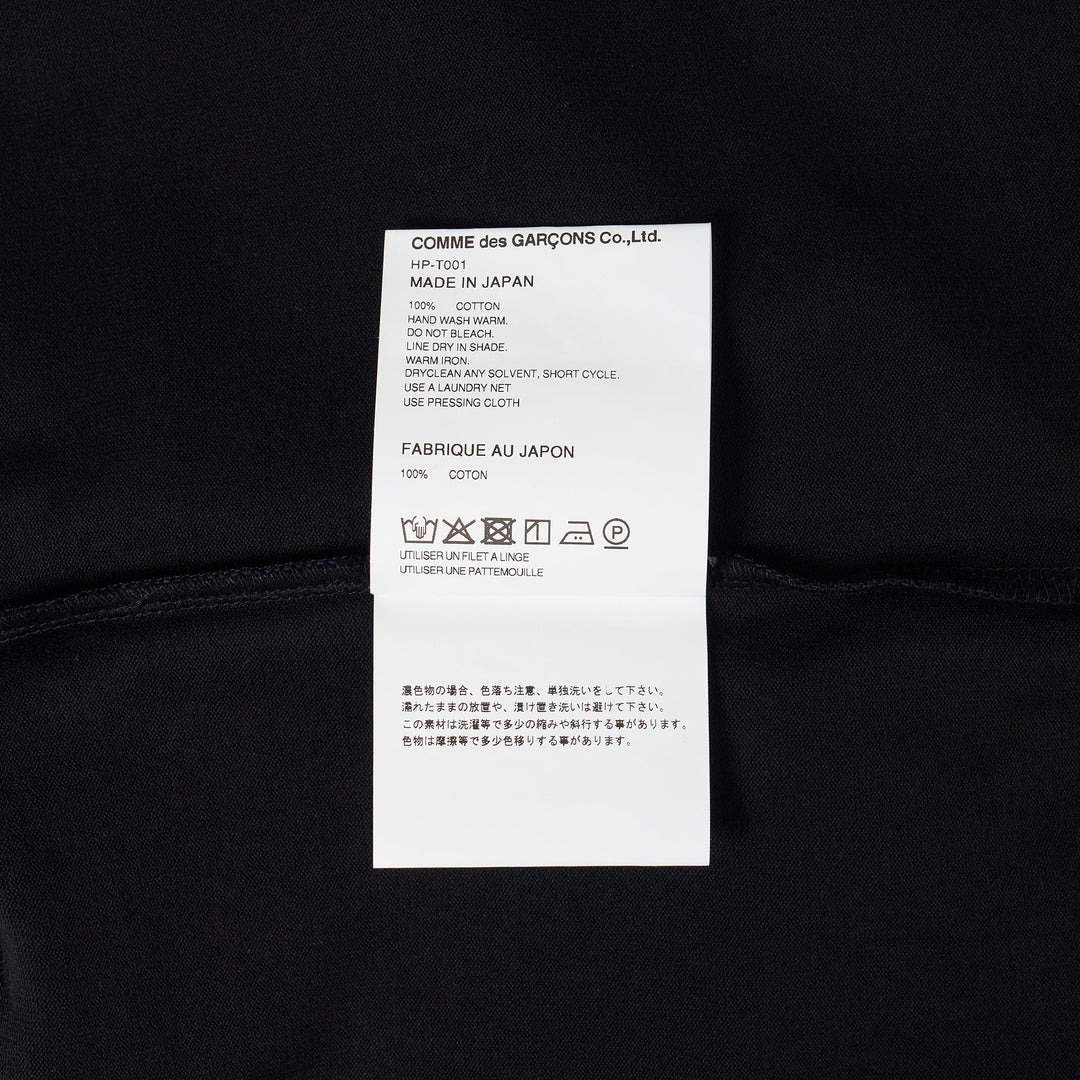 COMME des GARÇONS Co.,Ltd.
HP-T001
MADE IN JAPAN
100% COTTON
HAND WASH WARM.
DO NOT BLEACH.
LINE DRY IN SHADE.
WARM IRON.
DRYCLEAN ANY SOLVENT, SHORT CYCLE.
USE A LAUNDRY NET
USE PRESSING CLOTH
FABRIQUE AU JAPON
100% COTON
P
UTILISER UN FILET A LINGE
UTILISER UNE PATTEMOUILLE
濃色物の場合、色落ち注意、単独洗いをして下さい。
濡れたままの放置や、漬け置き洗いは避けて下さい。
この素材は洗濯等で多少の縮みや斜行する事があります。
色物は摩擦等で多少色移りする事があります。